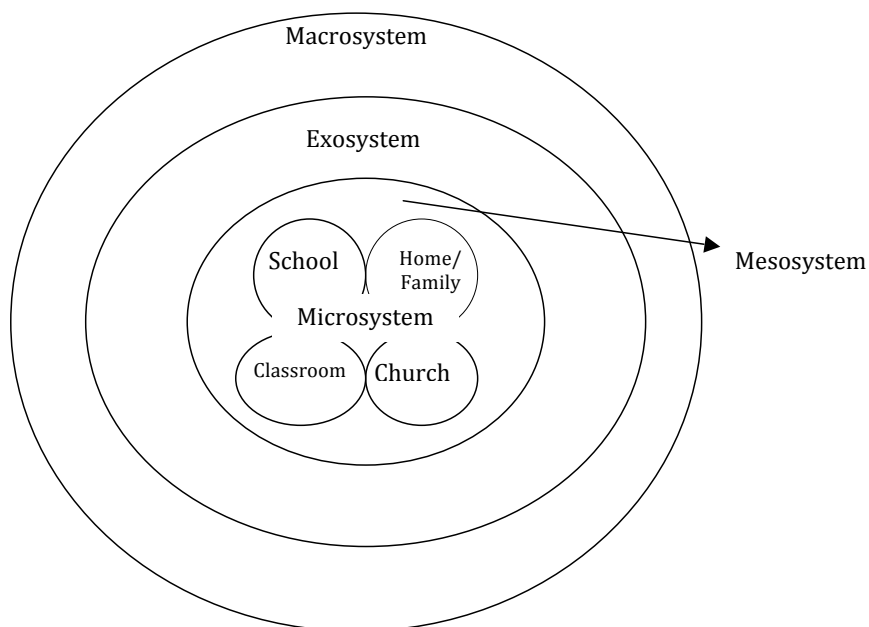 Macrosystem
Exosystem
Mesosystem
School
Home/
Family
Microsystem
Classroom
Church